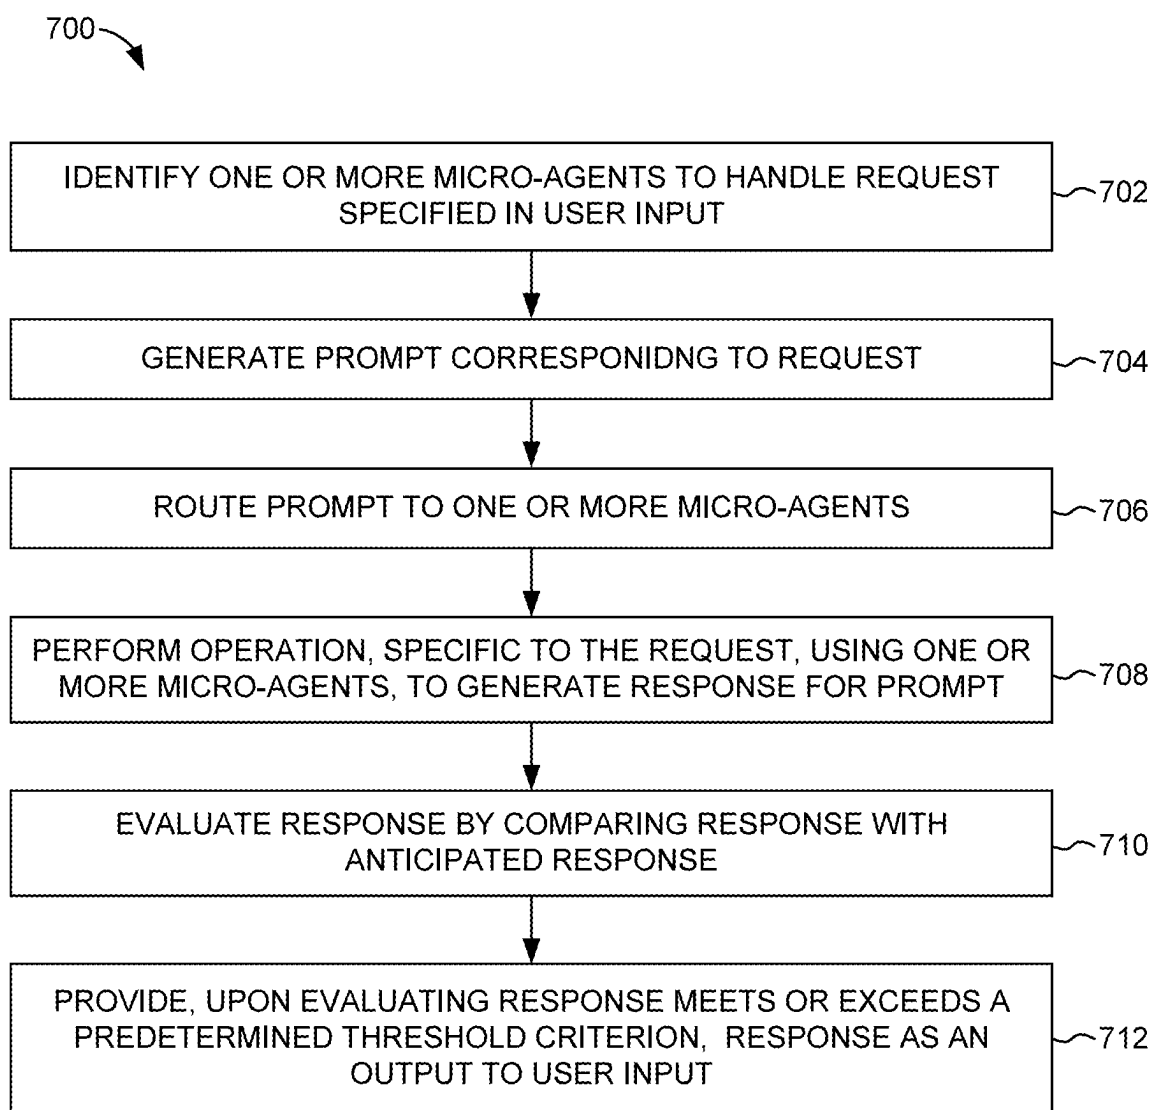 700
IDENTIFY ONE OR MORE MICRO-AGENTS TO HANDLE REQUEST
SPECIFIED IN USER INPUT
702
GENERATE PROMPT CORRESPONIDNG TO REQUEST
704
ROUTE PROMPT TO ONE OR MORE MICRO-AGENTS
706
PERFORM OPERATION, SPECIFIC TO THE REQUEST, USING ONE OR
MORE MICRO-AGENTS, TO GENERATE RESPONSE FOR PROMPT
708
EVALUATE RESPONSE BY COMPARING RESPONSE WITH
ANTICIPATED RESPONSE
710
PROVIDE, UPON EVALUATING RESPONSE MEETS OR EXCEEDS A
PREDETERMINED THRESHOLD CRITERION, RESPONSE AS AN
OUTPUT TO USER INPUT
712